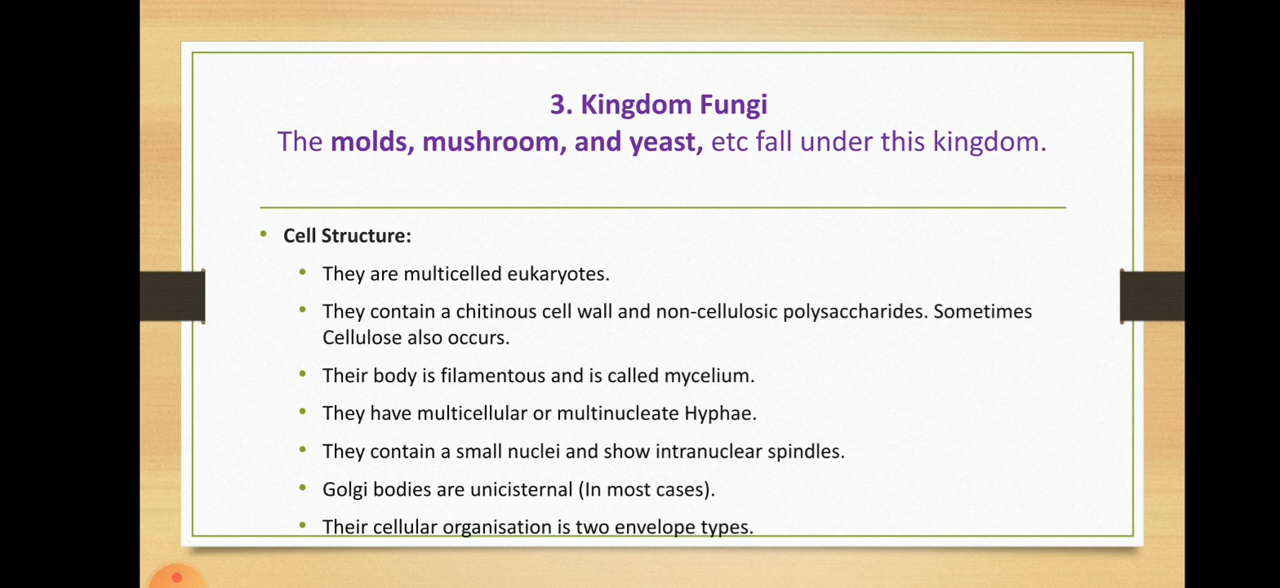 3. Kingdom Fungi
The molds, mushroom, and yeast, etc fall under this kingdom.
• Cell Structure:
• They are multicelled eukaryotes.
• They contain a chitinous cell wall and non-cellulosic polysaccharides. Sometimes
Cellulose also occurs.
• Their body is filamentous and is called mycelium.
• They have multicellular or multinucleate Hyphae.
• They contain a small nuclei and show intranuclear spindles.
• Golgi bodies are unicisternal (In most cases).
• Their cellular organisation is two envelope types.